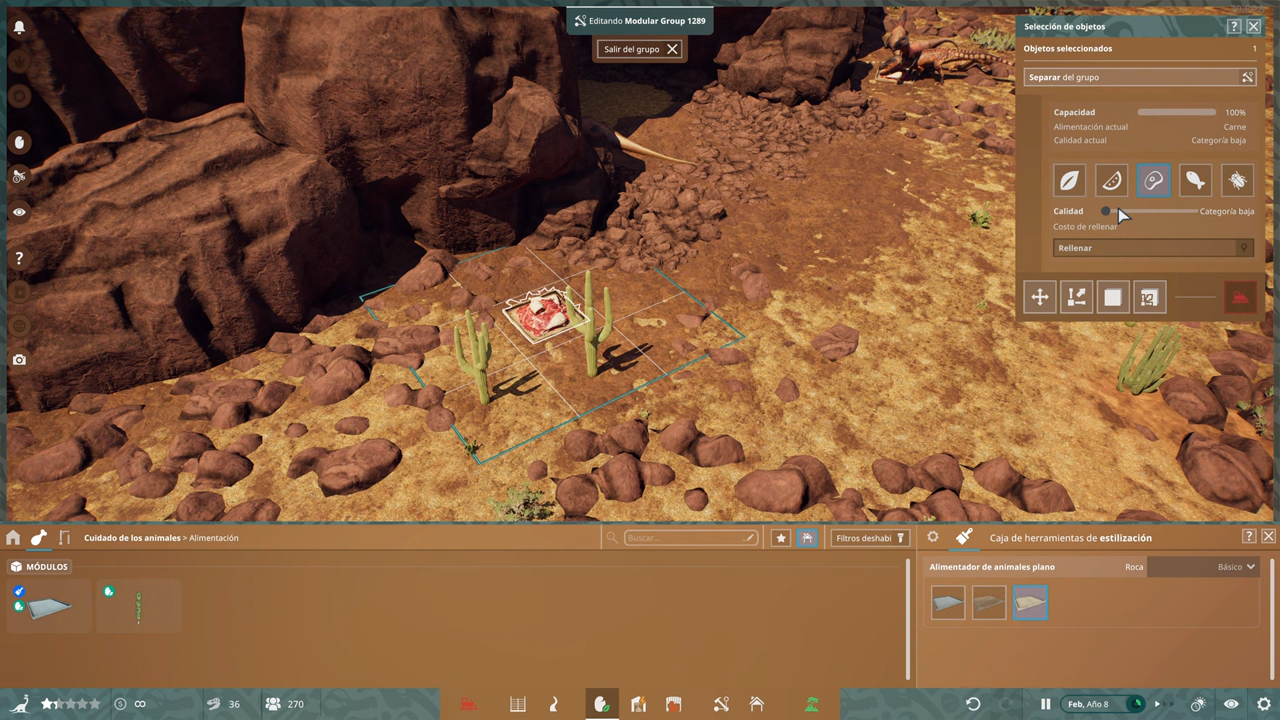 Editando Modular Group 1289
Salir del grupo
Selección de objetos
?
Objetos seleccionados 1
Separar del grupo
Capacidad 100%
Alimentación actual Carne
Calidad actual Categoría baja
Calidad Categoría baja
Costo de rellenar
Rellenar
12
?
Cuidado de los animales > Alimentación
Buscar...
Filtros deshabi
Caja de herramientas de estilización
?
MÓDULOS
Alimentador de animales plano Roca Básico
∞ 36 270
Feb, Año 8